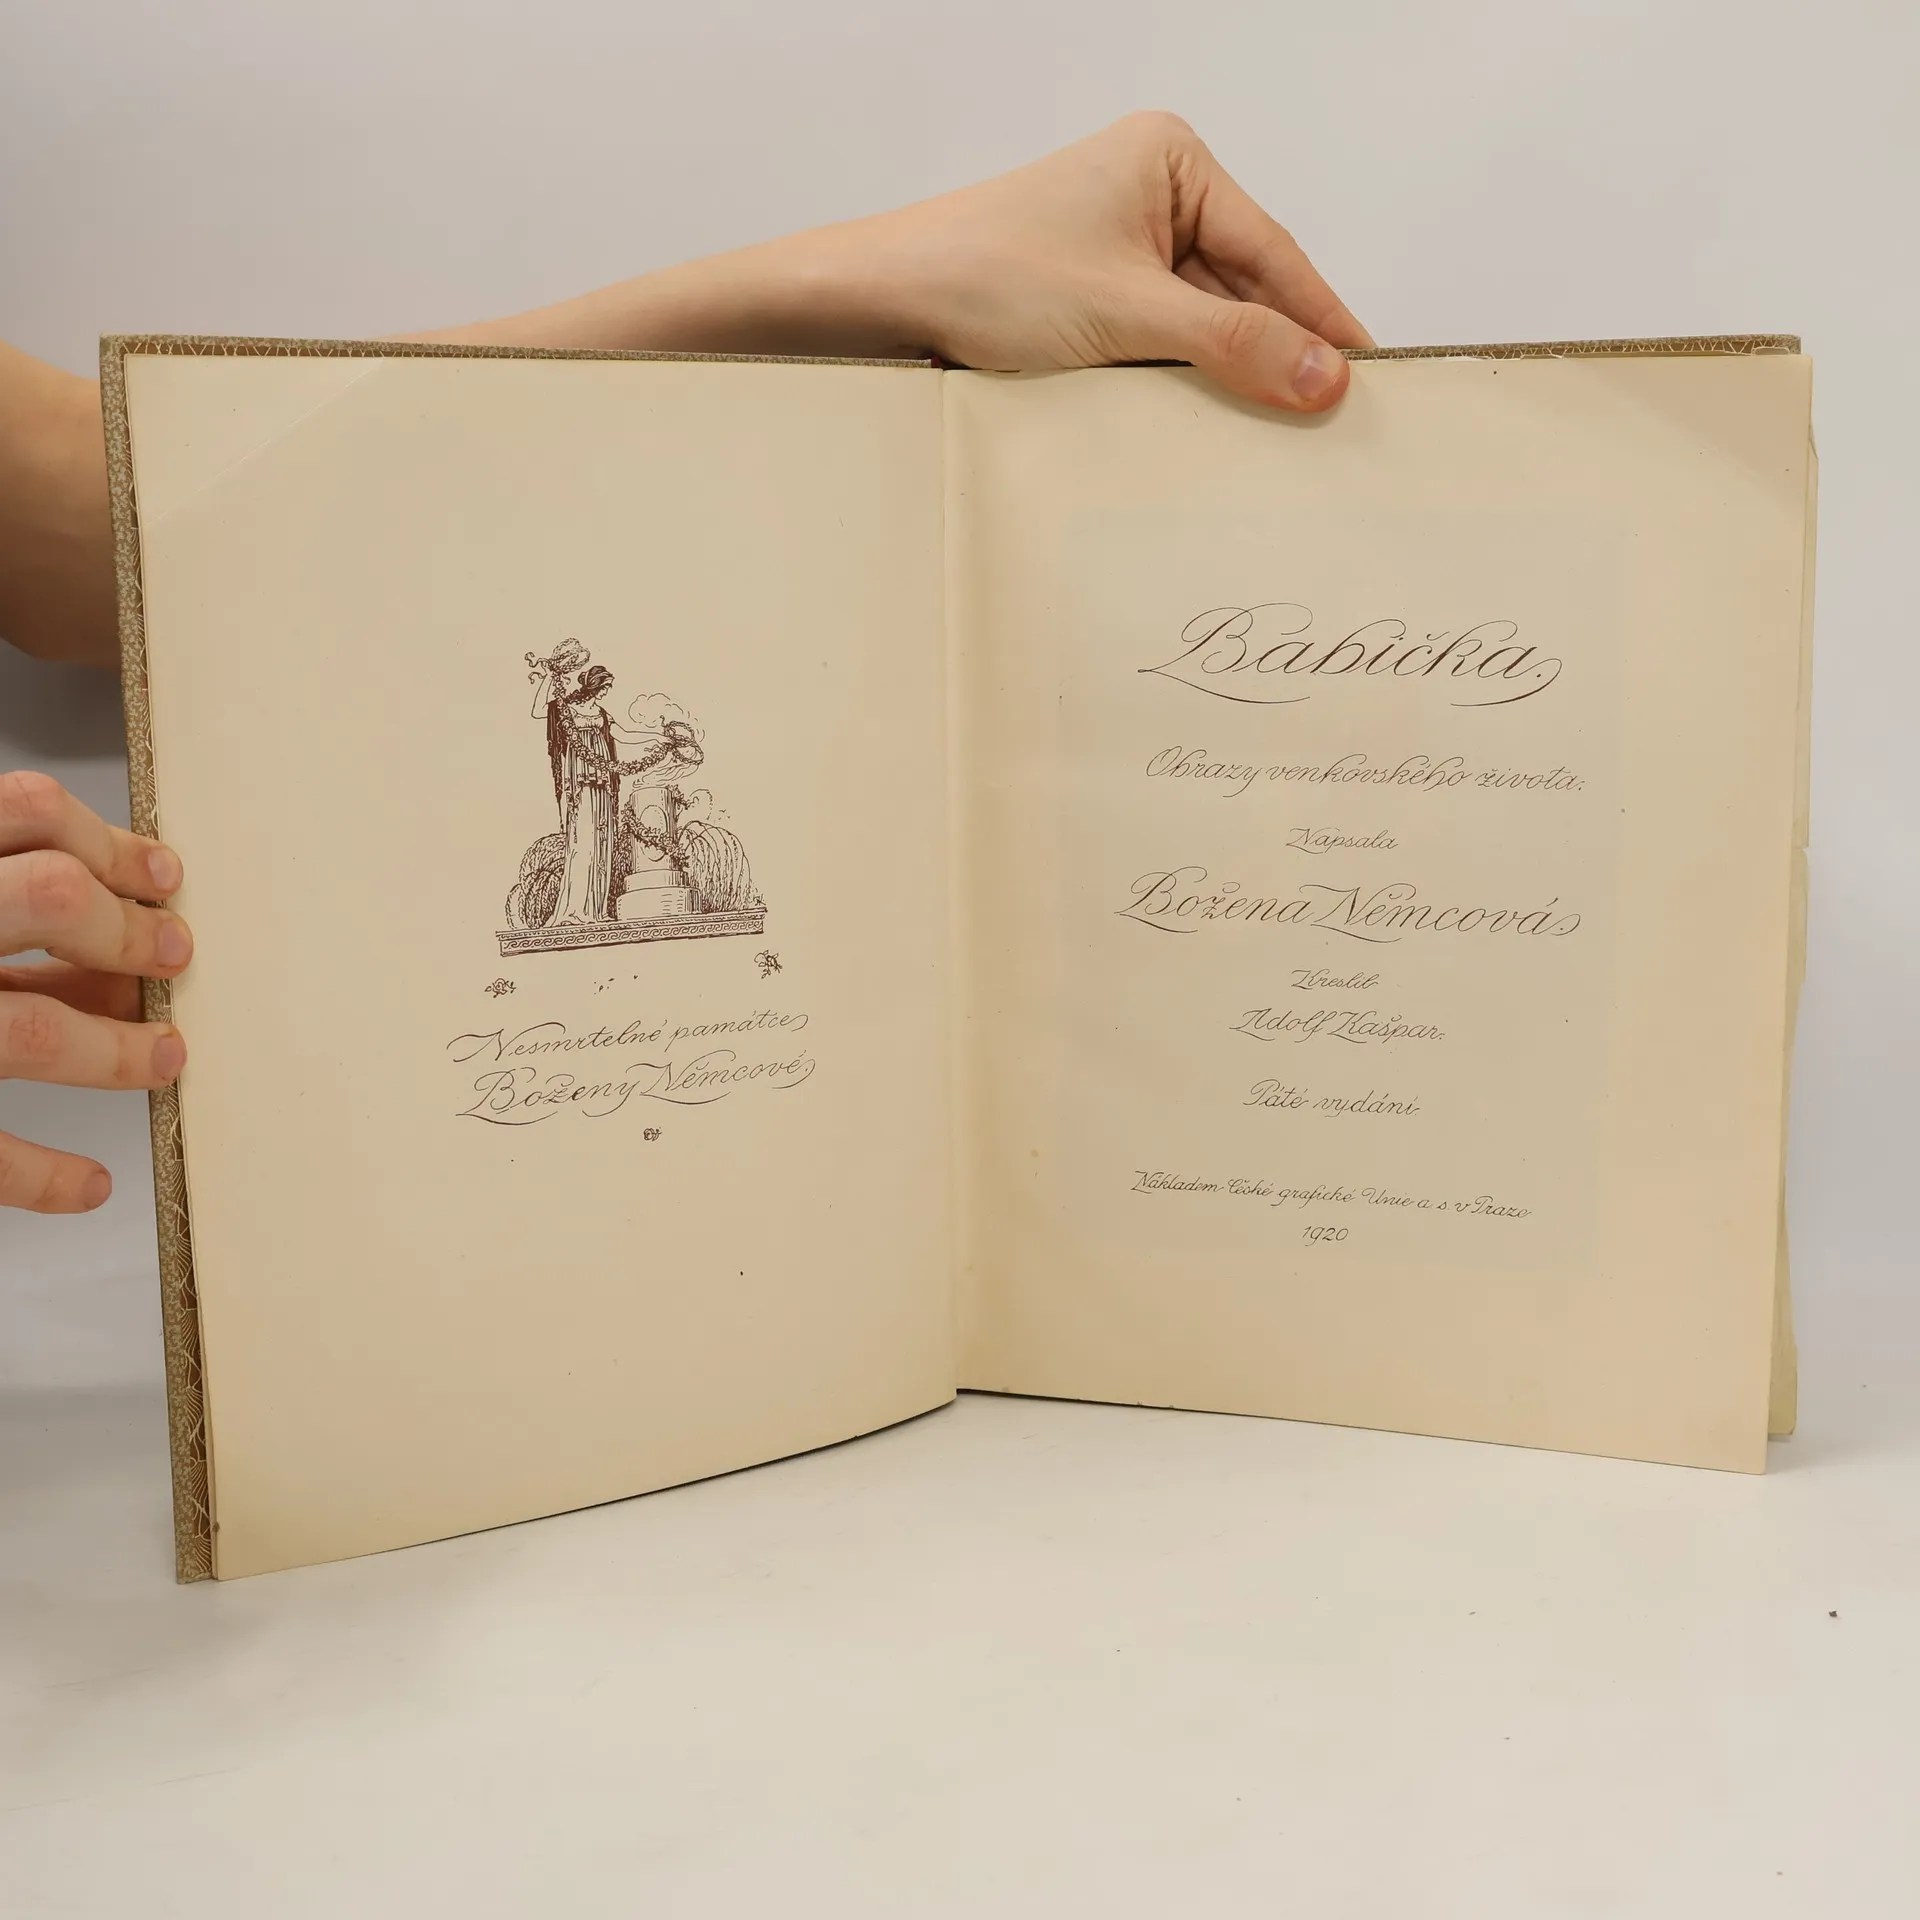 Nesmrtelné památce
Boženy Němcové.
Babička.
Obrazy venkovského života.
Napsala
Božena Němcová.
Kreslil
Adolf Kašpar.
Páté vydání
Nákladem České grafické Unie a. s. v Praze
1920